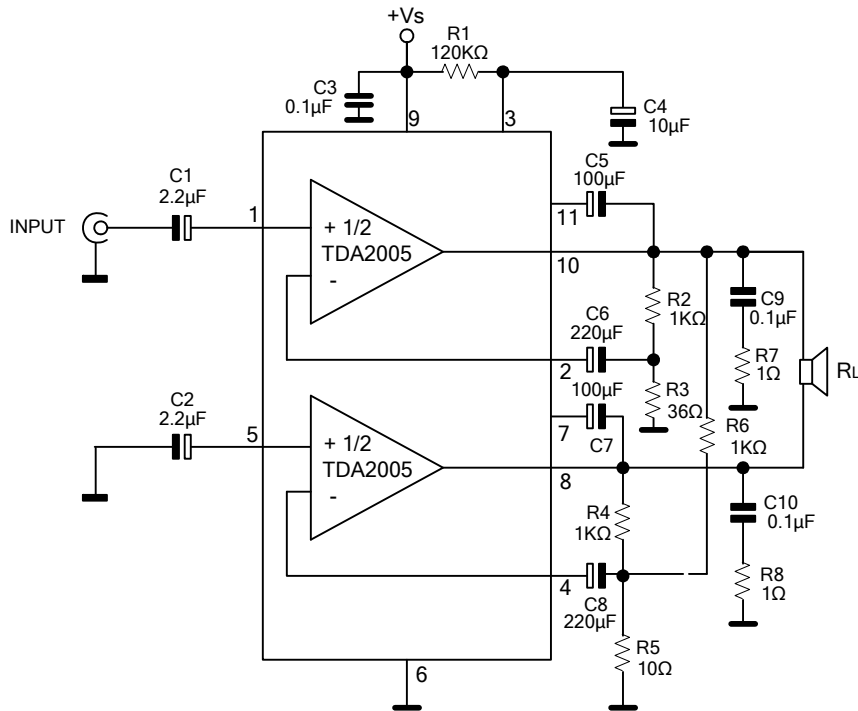 +Vs
R1
120KΩ
C3
0.1µF
9
3
C4
10µF
C1
2.2µF
C5
100µF
INPUT
1
+ 1/2
TDA2005
-
11
10
R2
1KΩ
C9
0.1µF
C6
220µF
2
R7
1Ω
RL
100µF
R3
36Ω
C2
2.2µF
7
C7
R6
1KΩ
5
+ 1/2
TDA2005
-
8
R4
1KΩ
C10
0.1µF
4
C8
220µF
R8
1Ω
R5
10Ω
6